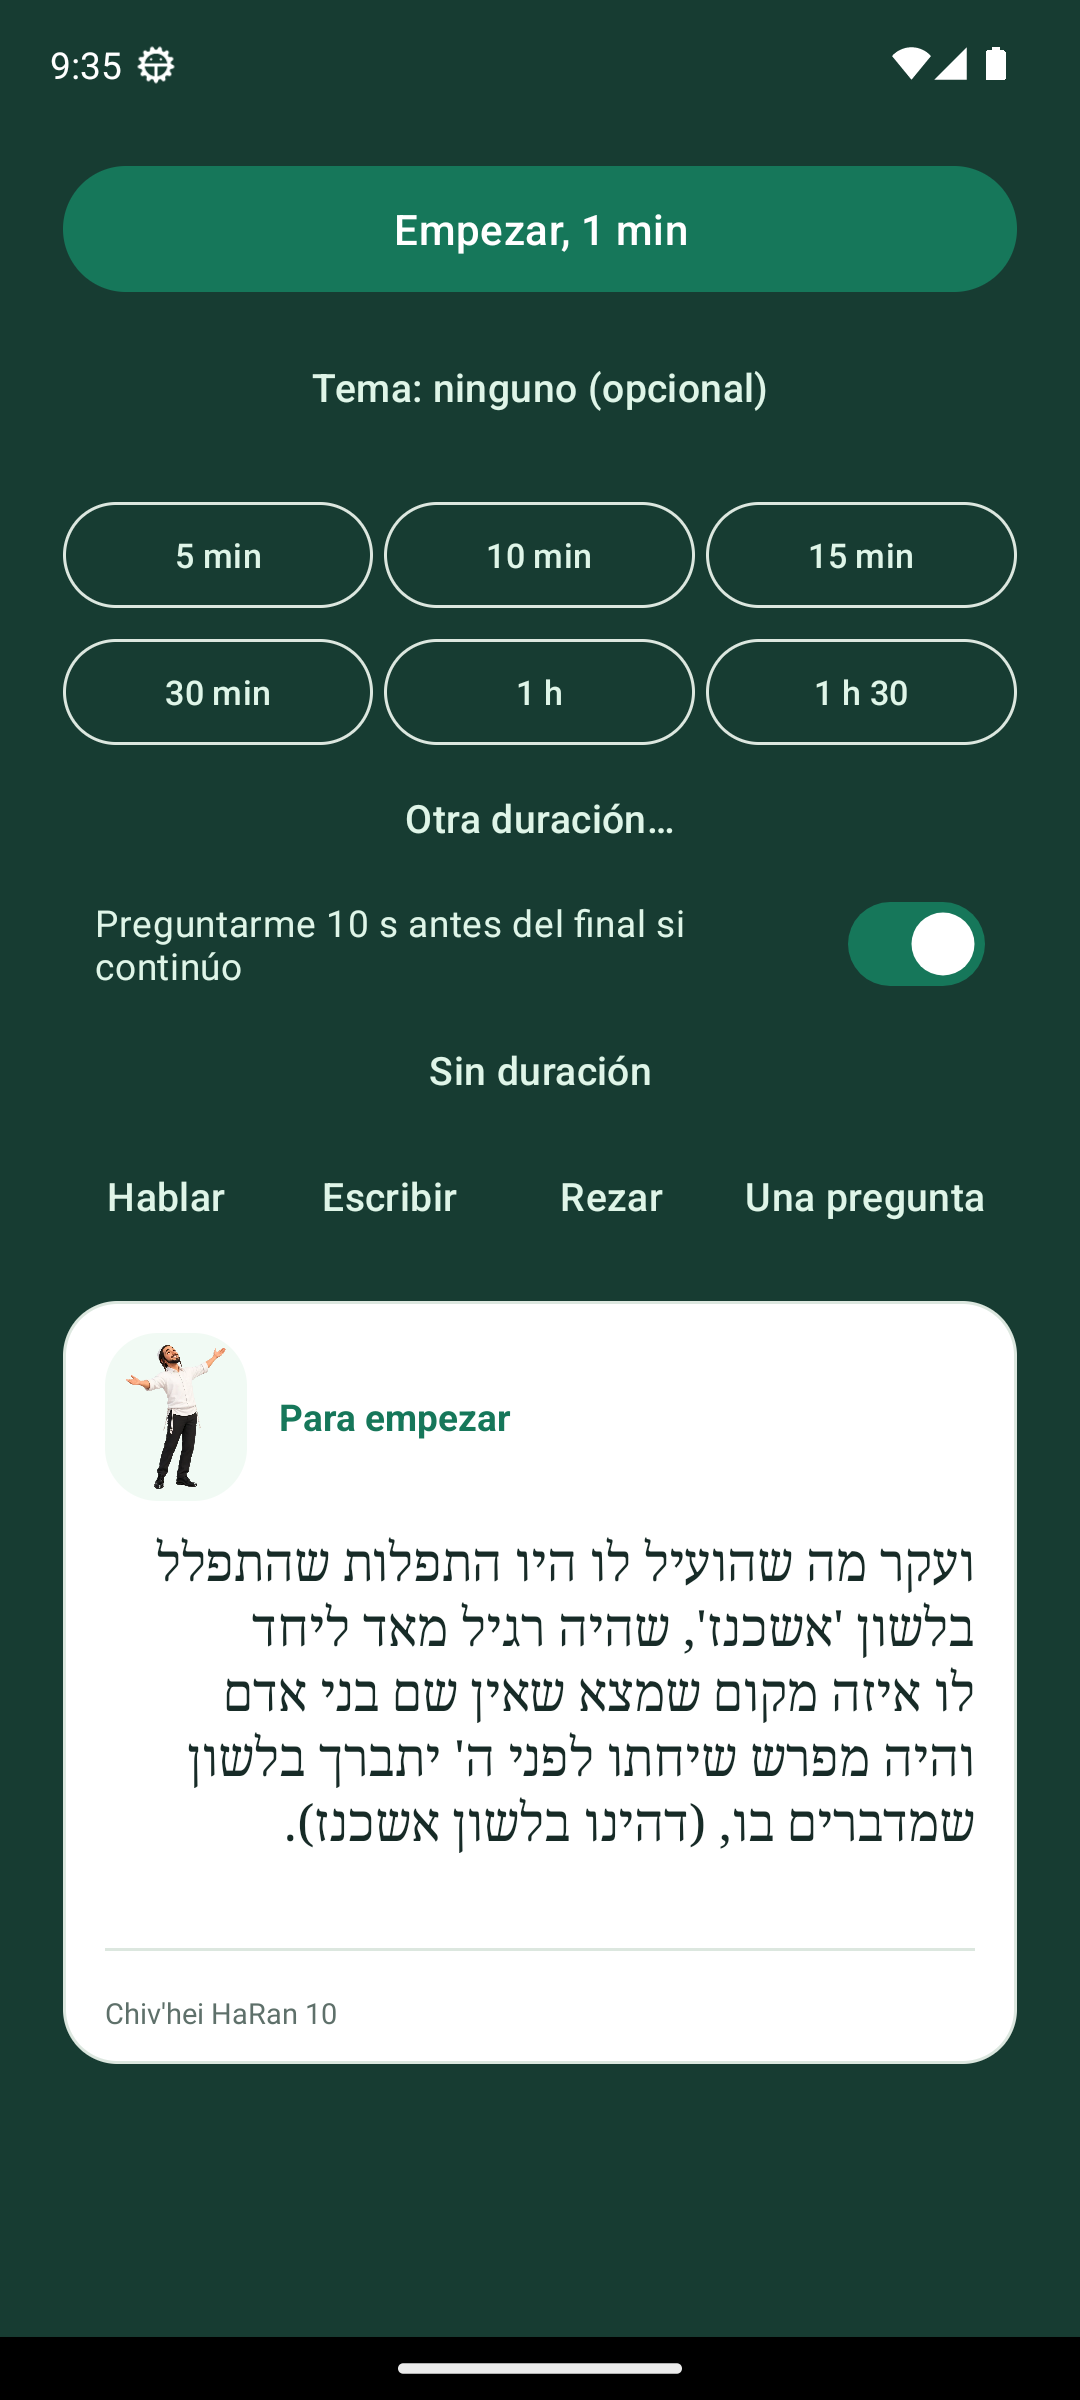 9:35
Empezar, 1 min
Tema: ninguno (opcional)
5 min
10 min
15 min
30 min
1 h
1 h 30
Otra duración…
Preguntarme 10 s antes del final si
continúo
Sin duración
Hablar
Escribir
Rezar
Una pregunta
Para empezar
ועקר מה שהועיל לו היו התפלות שהתפלל
בלשון 'אשכנז', שהיה רגיל מאד ליחד
לו איזה מקום שמצא שאין שם בני אדם
והיה מפרש שיחתו לפני ה' יתברך בלשון
שמדברים בו, (דהינו בלשון אשכנז).
Chiv'hei HaRan 10